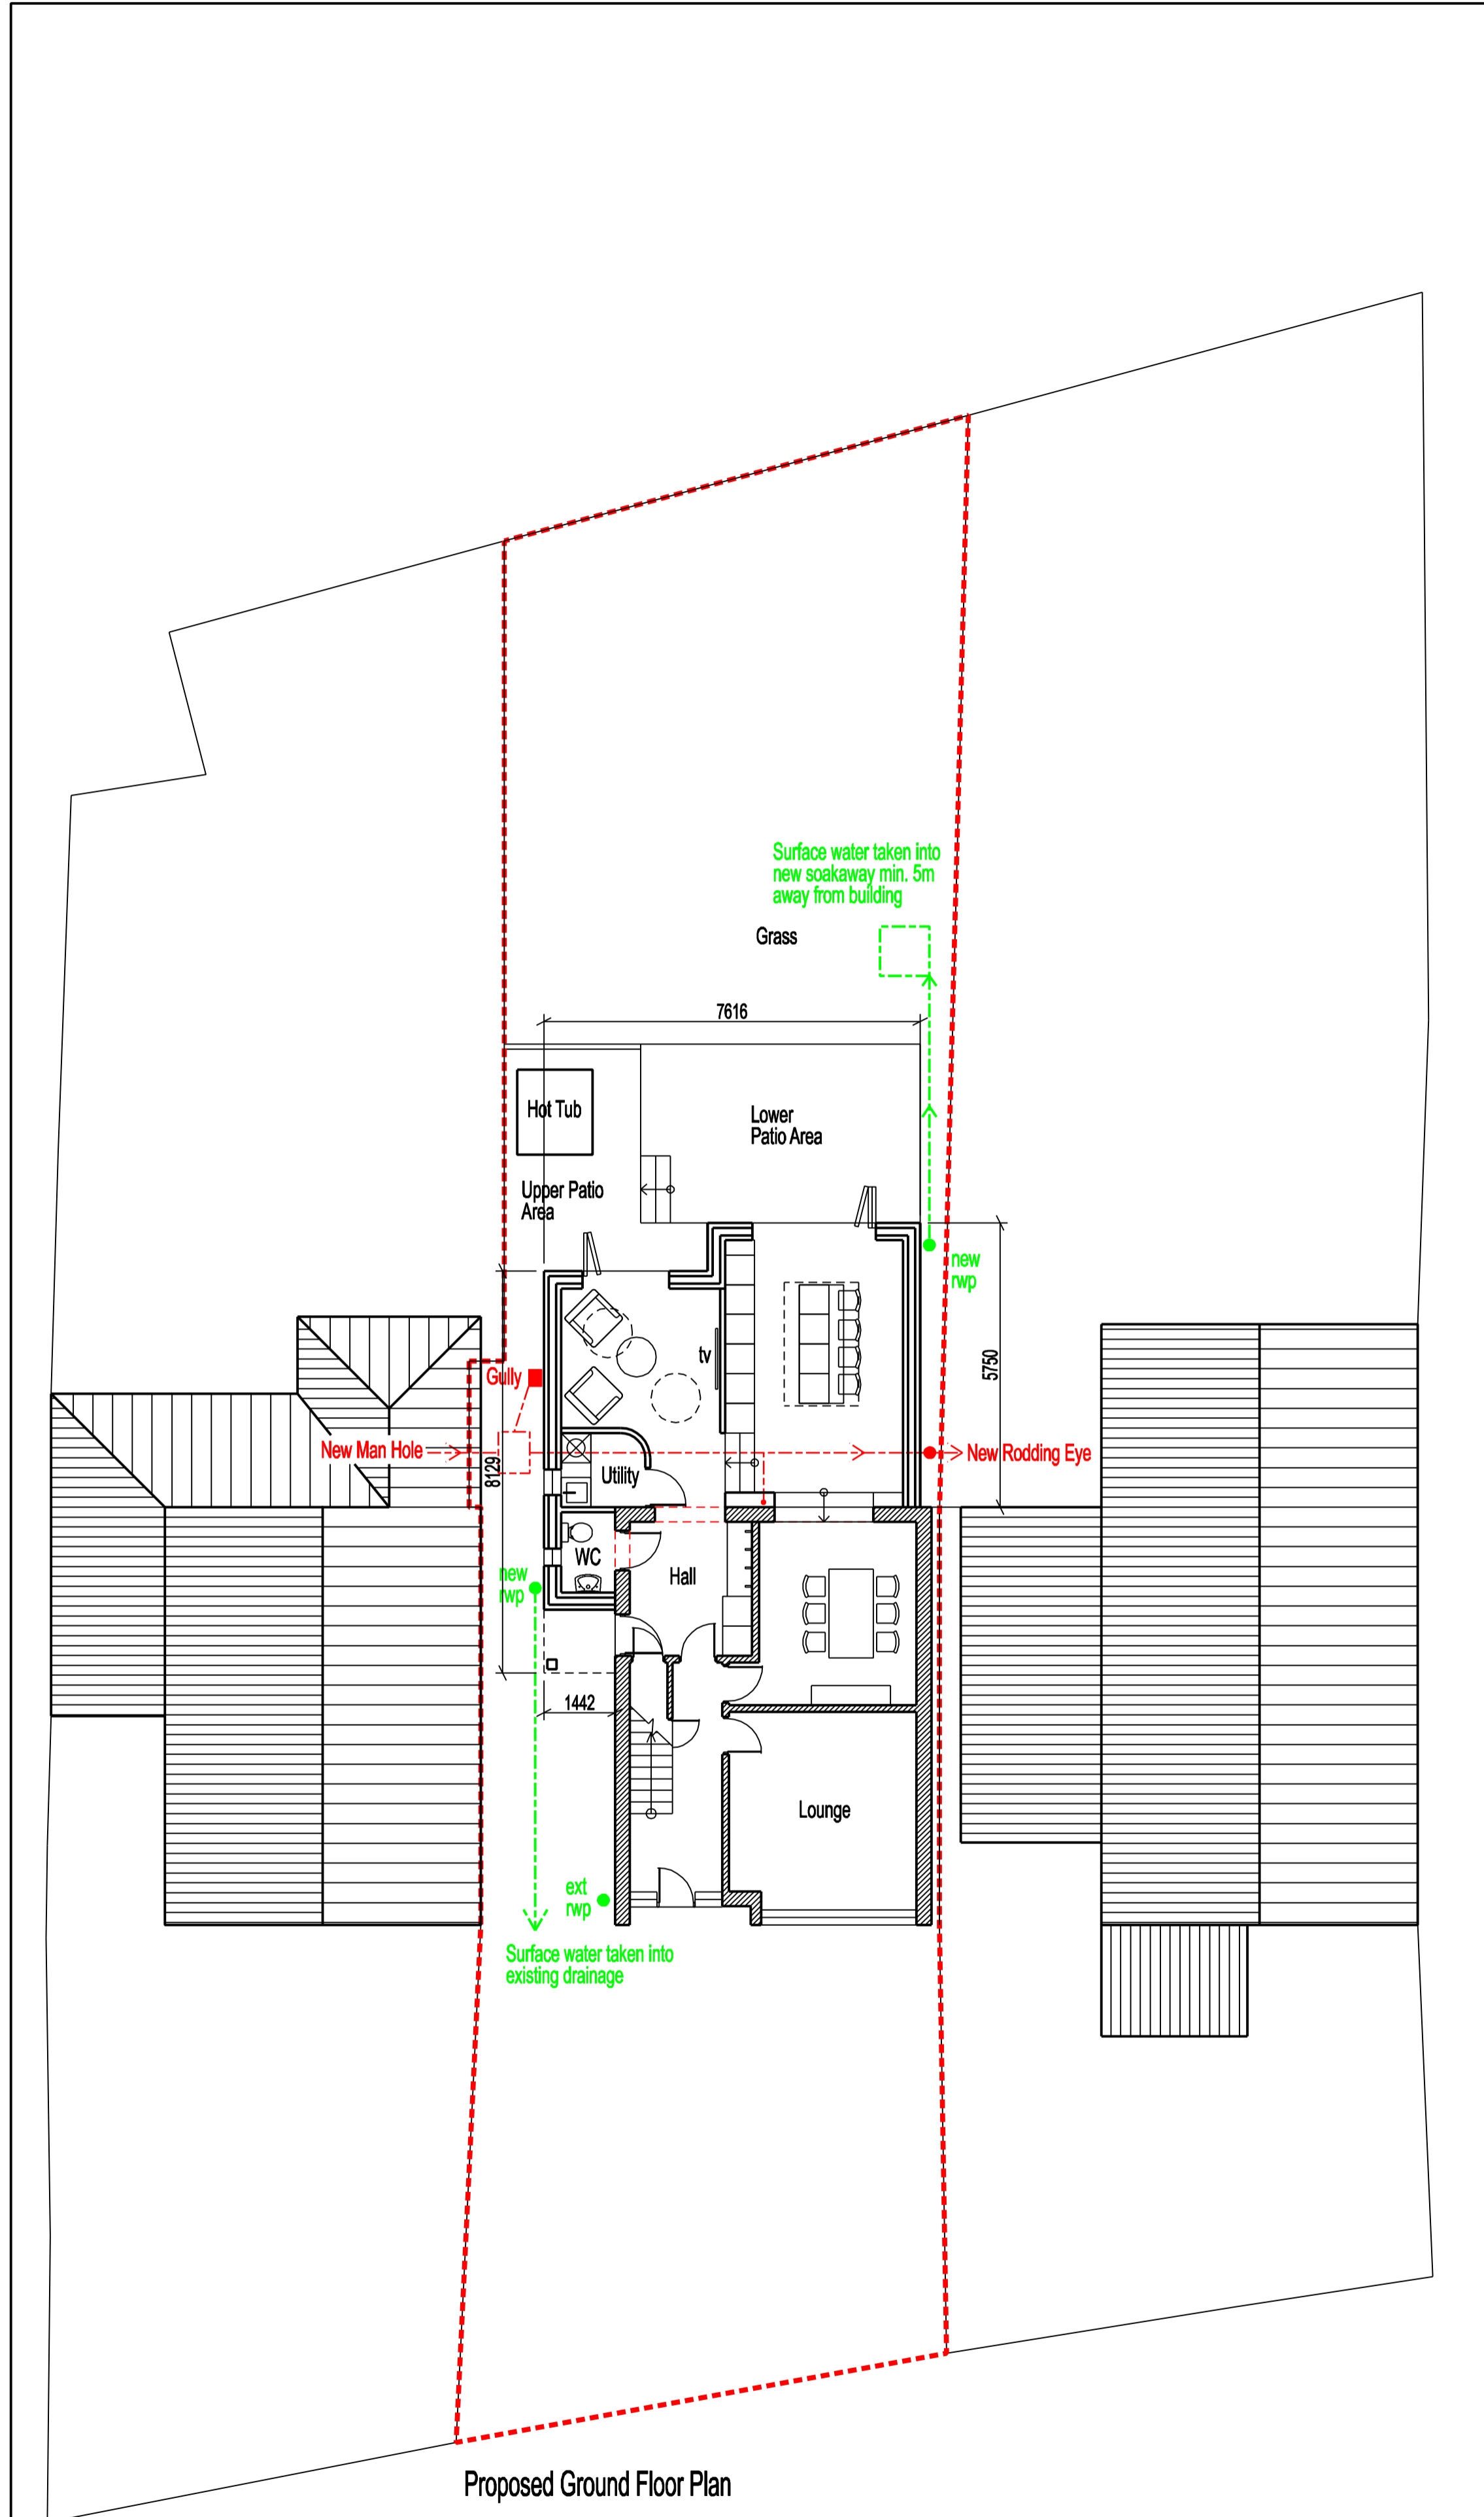 Surface water taken into
new soakaway min. 5m
away from building
Grass
7616
Hot Tub
Lower
Patio Area
Upper Patio
Area
new
rwp
tv
5750
Gully
New Man Hole
8129
New Rodding Eye
Utility
WC
Hall
new
rwp
1442
Lounge
ext
rwp
Surface water taken into
existing drainage
Proposed Ground Floor Plan